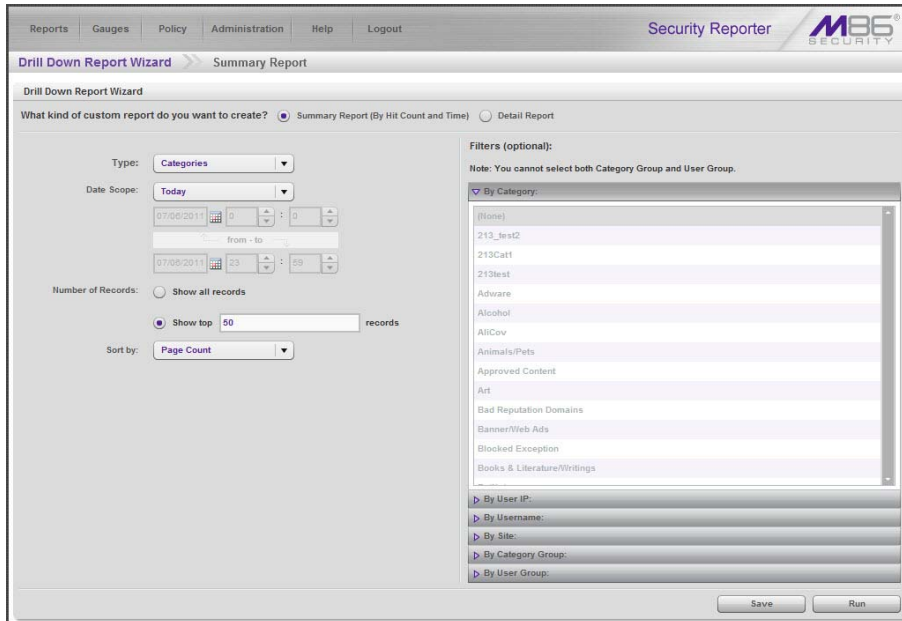 Reports Gauges Policy Administration Help Logout Security Reporter M86® SECURITY
Drill Down Report Wizard Summary Report
Drill Down Report Wizard
What kind of custom report do you want to create? Summary Report (By Hit Count and Time) Detail Report
Type: Categories
Date Scope: Today
07/06/2011 0 : 0
from - to
07/06/2011 23 : 59
Number of Records: Show all records
Show top 50 records
Sort by: Page Count
Filters (optional):
Note: You cannot select both Category Group and User Group.
By Category:
(None)
213_test2
213Cat1
213test
Adware
Alcohol
AliCov
Animals/Pets
Approved Content
Art
Bad Reputation Domains
Banner/Web Ads
Blocked Exception
Books & Literature/Writings
By User IP:
By Username:
By Site:
By Category Group:
By User Group:
Save Run